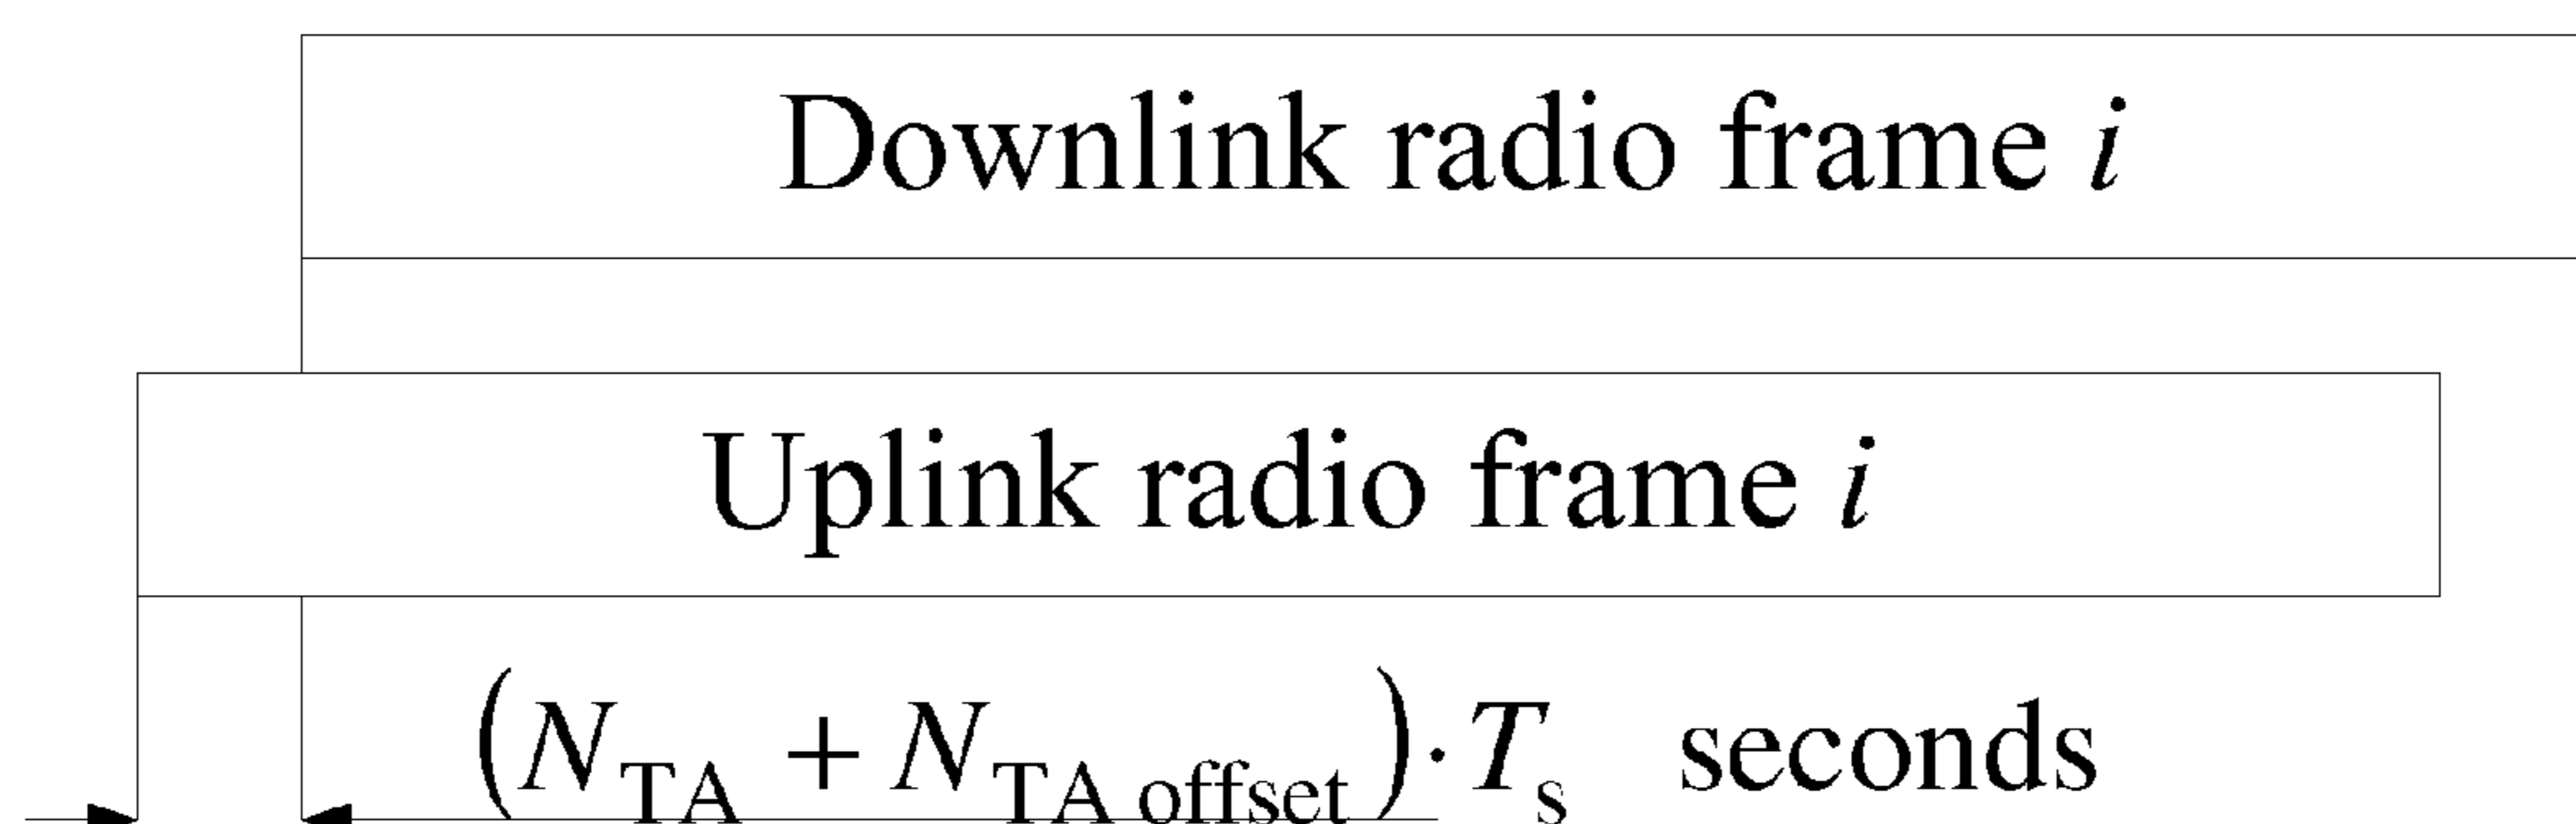 Downlink radio frame i
Uplink radio frame i
(N_TA + N_TA offset) · T_s seconds